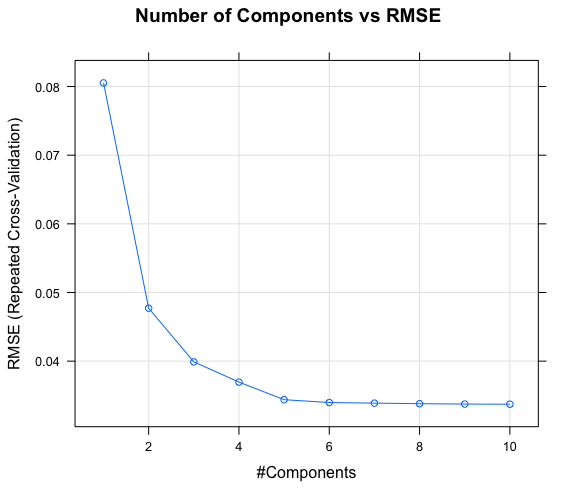 Number of Components vs RMSE
RMSE (Repeated Cross-Validation)
0.08
0.07
0.06
0.05
0.04
2 4 6 8 10
#Components